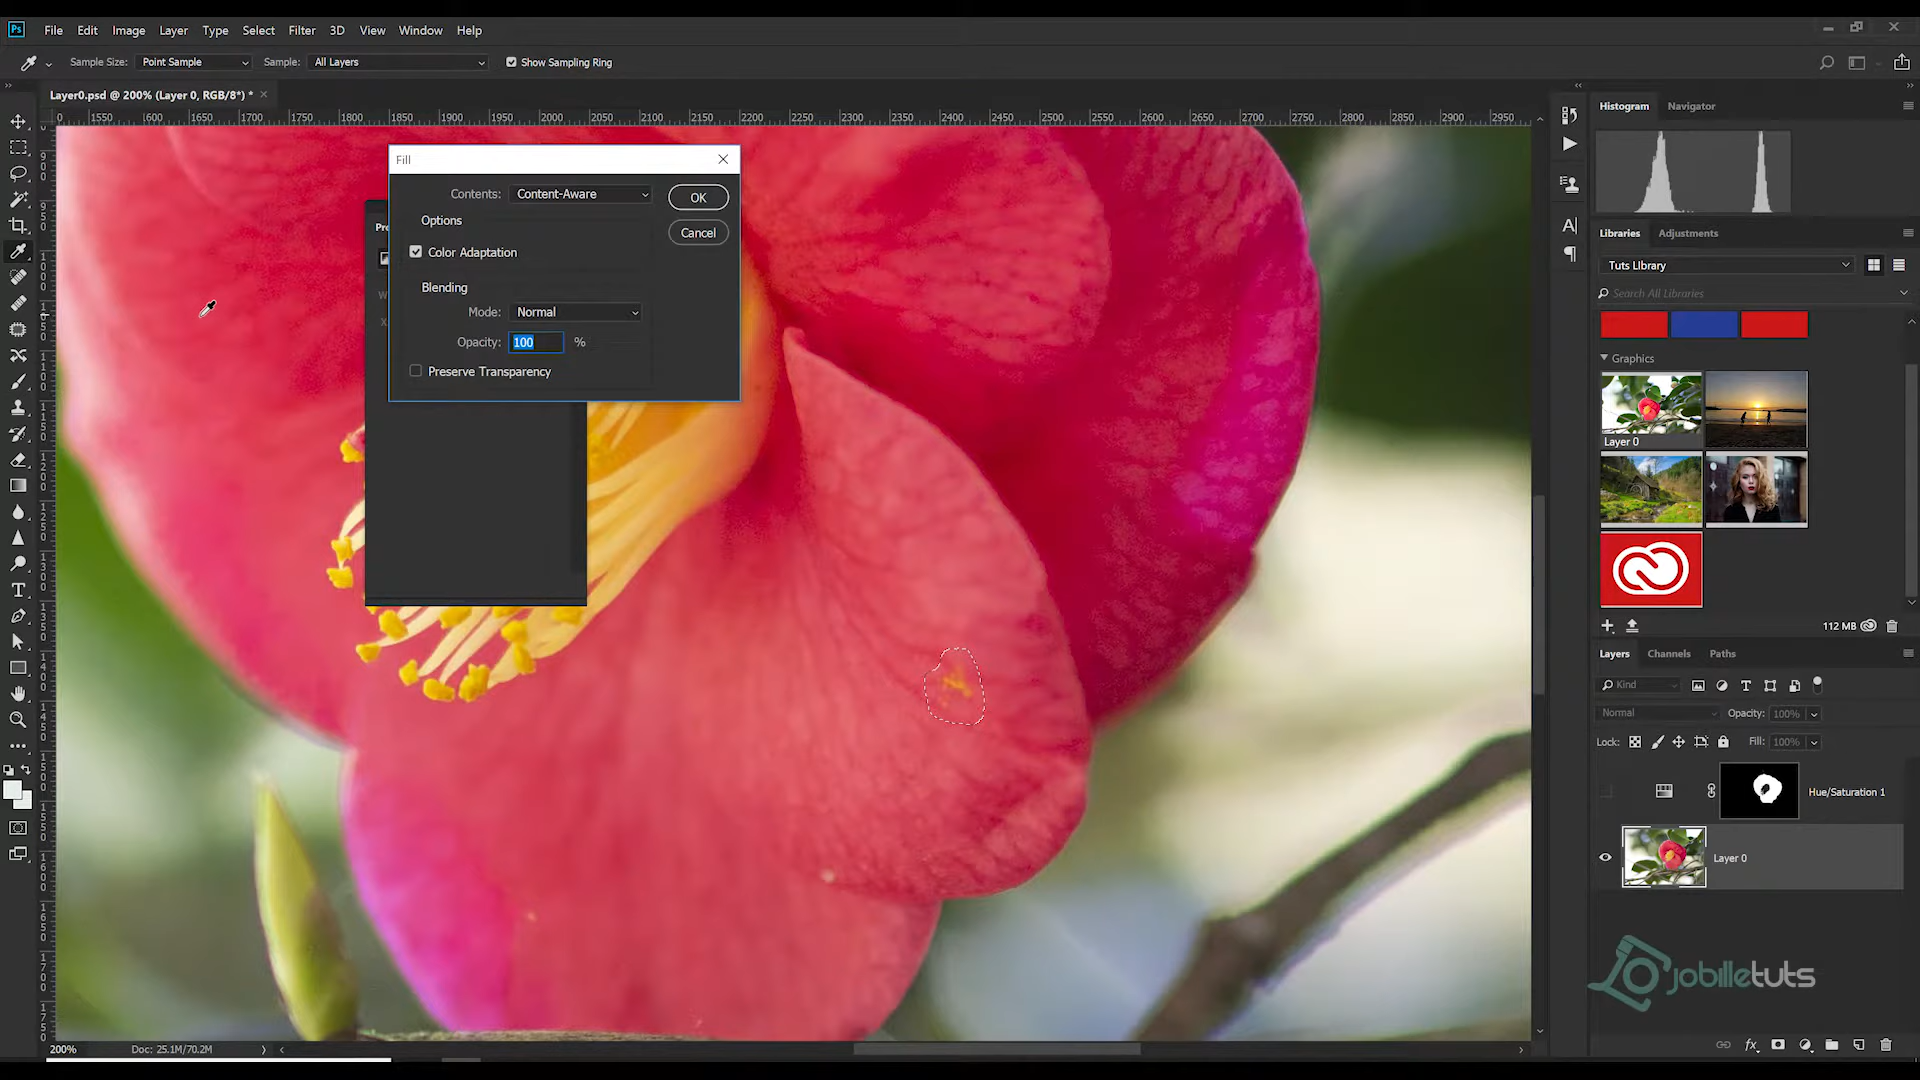 Ps File Edit Image Layer Type Select Filter 3D View Window Help
Sample Size: Point Sample Sample: All Layers Show Sampling Ring
Layer0.psd @ 200% (Layer 0, RGB/8*) *
0 1550 1600 1650 1700 1750 1800 1850 1900 1950 2000 2050 2100 2150 2200 2250 2300 2350 2400 2450 2500 2550 2600 2650 2700 2750 2800 2850 2900 2950
Fill
Contents: Content-Aware
OK
Options
Cancel
Color Adaptation
Blending
Mode: Normal
Opacity: 100 %
Preserve Transparency
Histogram Navigator
Libraries Adjustments
Tuts LIbrary
Search All Libraries
Graphics
Layer 0
112 MB
Layers Channels Paths
Kind
Normal Opacity: 100%
Lock: Fill: 100%
Hue/Saturation 1
Layer 0
jobilletuts
200% Doc: 25.1M/70.2M